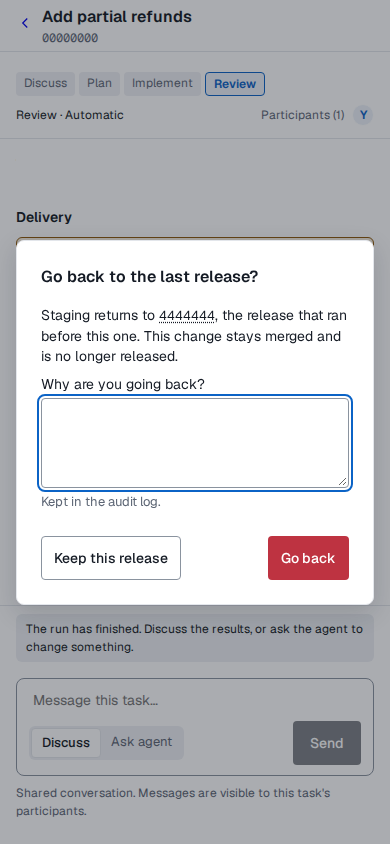 Add partial refunds
00000000
Discuss
Plan
Implement
Review
Review · Automatic
Participants (1)
Y
Delivery
Go back to the last release?
Staging returns to 4444444, the release that ran
before this one. This change stays merged and
is no longer released.
Why are you going back?
Kept in the audit log.
Keep this release
Go back
The run has finished. Discuss the results, or ask the agent to
change something.
Message this task…
Discuss
Ask agent
Send
Shared conversation. Messages are visible to this task's
participants.